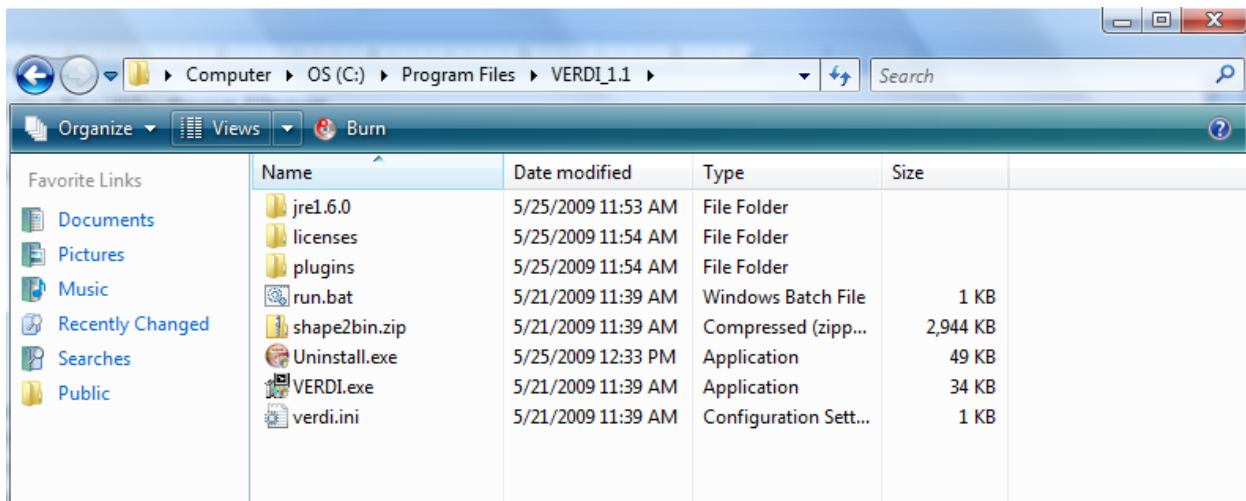 Computer ▸ OS (C:) ▸ Program Files ▸ VERDI_1.1 ▸ Search
Organize Views Burn
Favorite Links
Documents
Pictures
Music
Recently Changed
Searches
Public
Name Date modified Type Size
jre1.6.0 5/25/2009 11:53 AM File Folder
licenses 5/25/2009 11:54 AM File Folder
plugins 5/25/2009 11:54 AM File Folder
run.bat 5/21/2009 11:39 AM Windows Batch File 1 KB
shape2bin.zip 5/21/2009 11:39 AM Compressed (zipp... 2,944 KB
Uninstall.exe 5/25/2009 12:33 PM Application 49 KB
VERDI.exe 5/21/2009 11:39 AM Application 34 KB
verdi.ini 5/21/2009 11:39 AM Configuration Sett... 1 KB